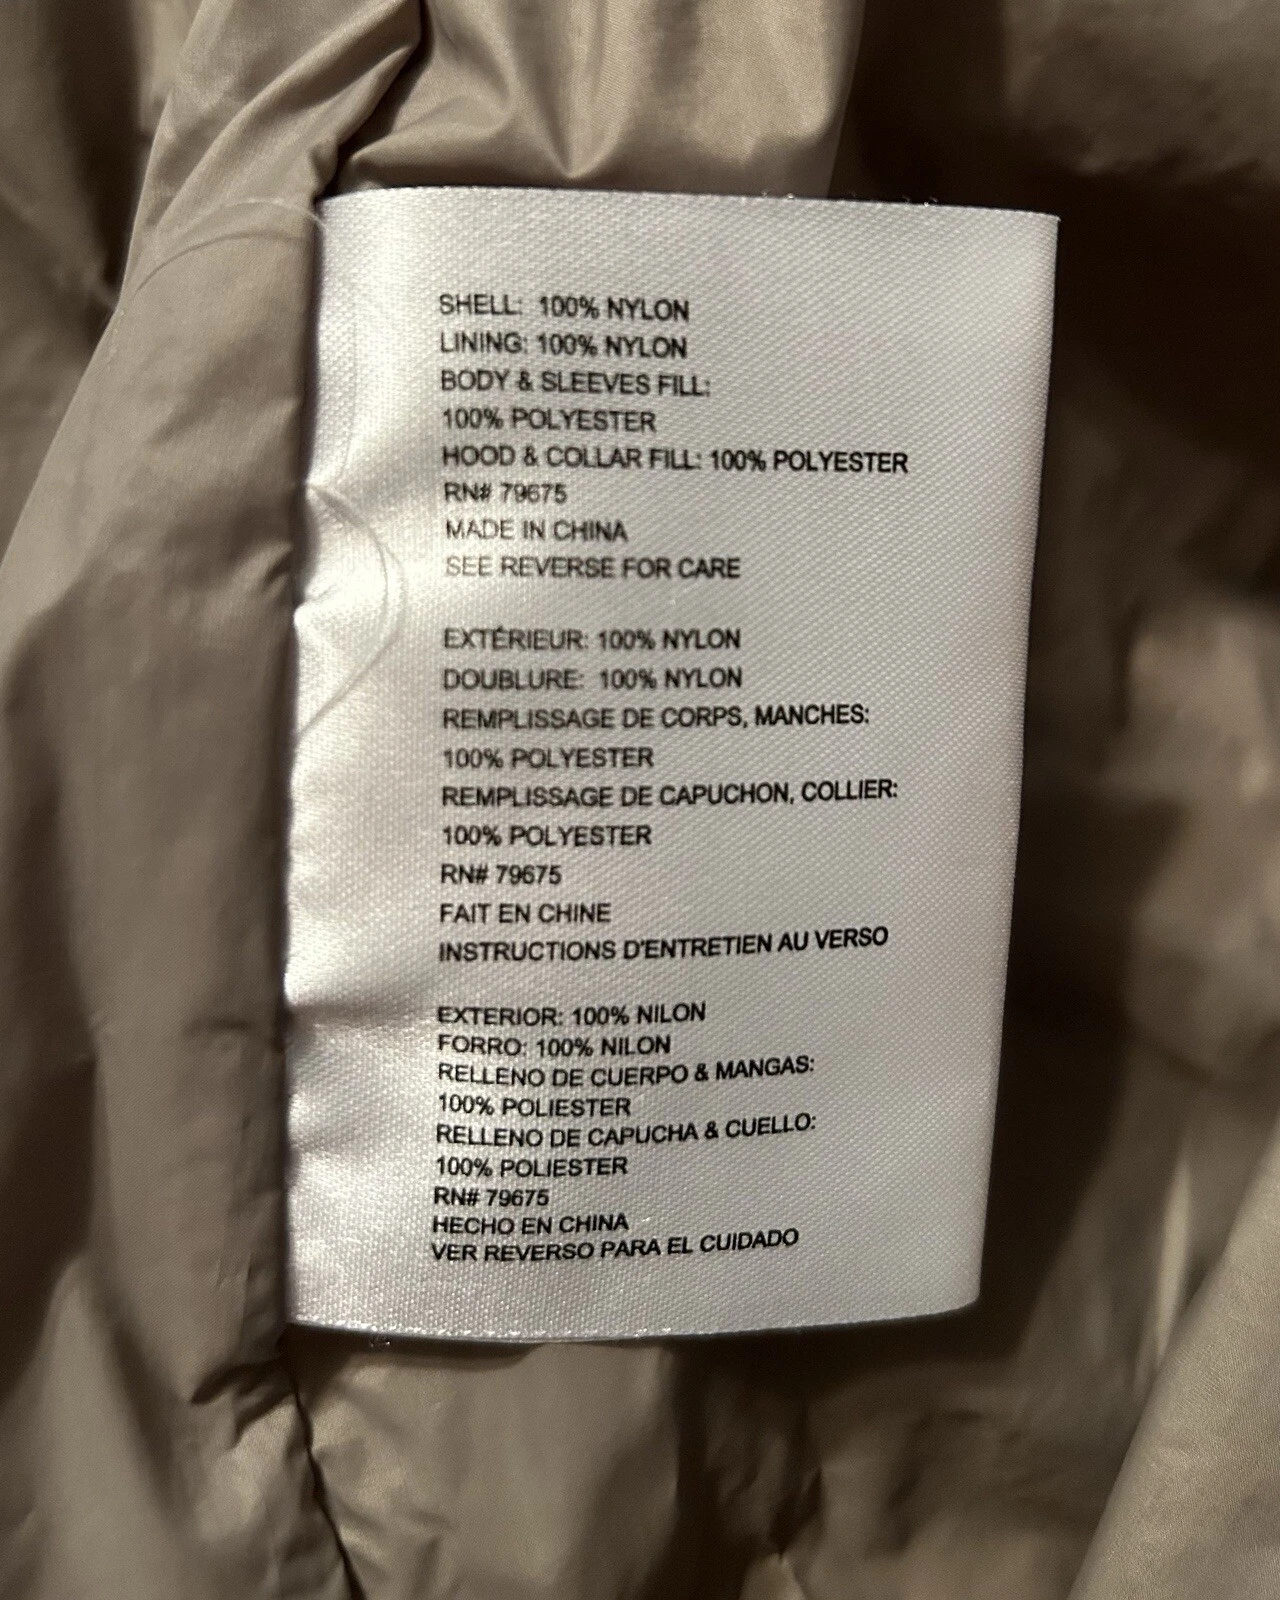 SHELL: 100% NYLON
LINING: 100% NYLON
BODY & SLEEVES FILL:
100% POLYESTER
HOOD & COLLAR FILL: 100% POLYESTER
RN# 79675
MADE IN CHINA
SEE REVERSE FOR CARE
EXTÉRIEUR: 100% NYLON
DOUBLURE: 100% NYLON
REMPLISSAGE DE CORPS, MANCHES:
100% POLYESTER
REMPLISSAGE DE CAPUCHON, COLLIER:
100% POLYESTER
RN# 79675
FAIT EN CHINE
INSTRUCTIONS D'ENTRETIEN AU VERSO
EXTERIOR: 100% NILON
FORRO: 100% NILON
RELLENO DE CUERPO & MANGAS:
100% POLIESTER
RELLENO DE CAPUCHA & CUELLO:
100% POLIESTER
RN# 79675
HECHO EN CHINA
VER REVERSO PARA EL CUIDADO